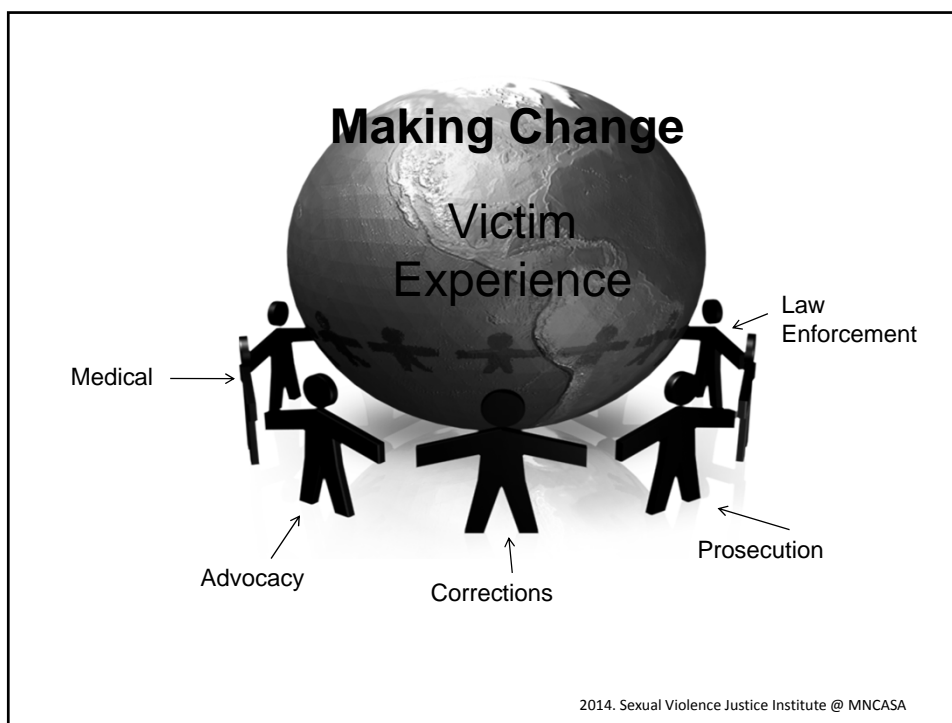 Making Change
Victim
Experience
Law
Enforcement
Medical
Prosecution
Advocacy
Corrections
2014. Sexual Violence Justice Institute @ MNCASA